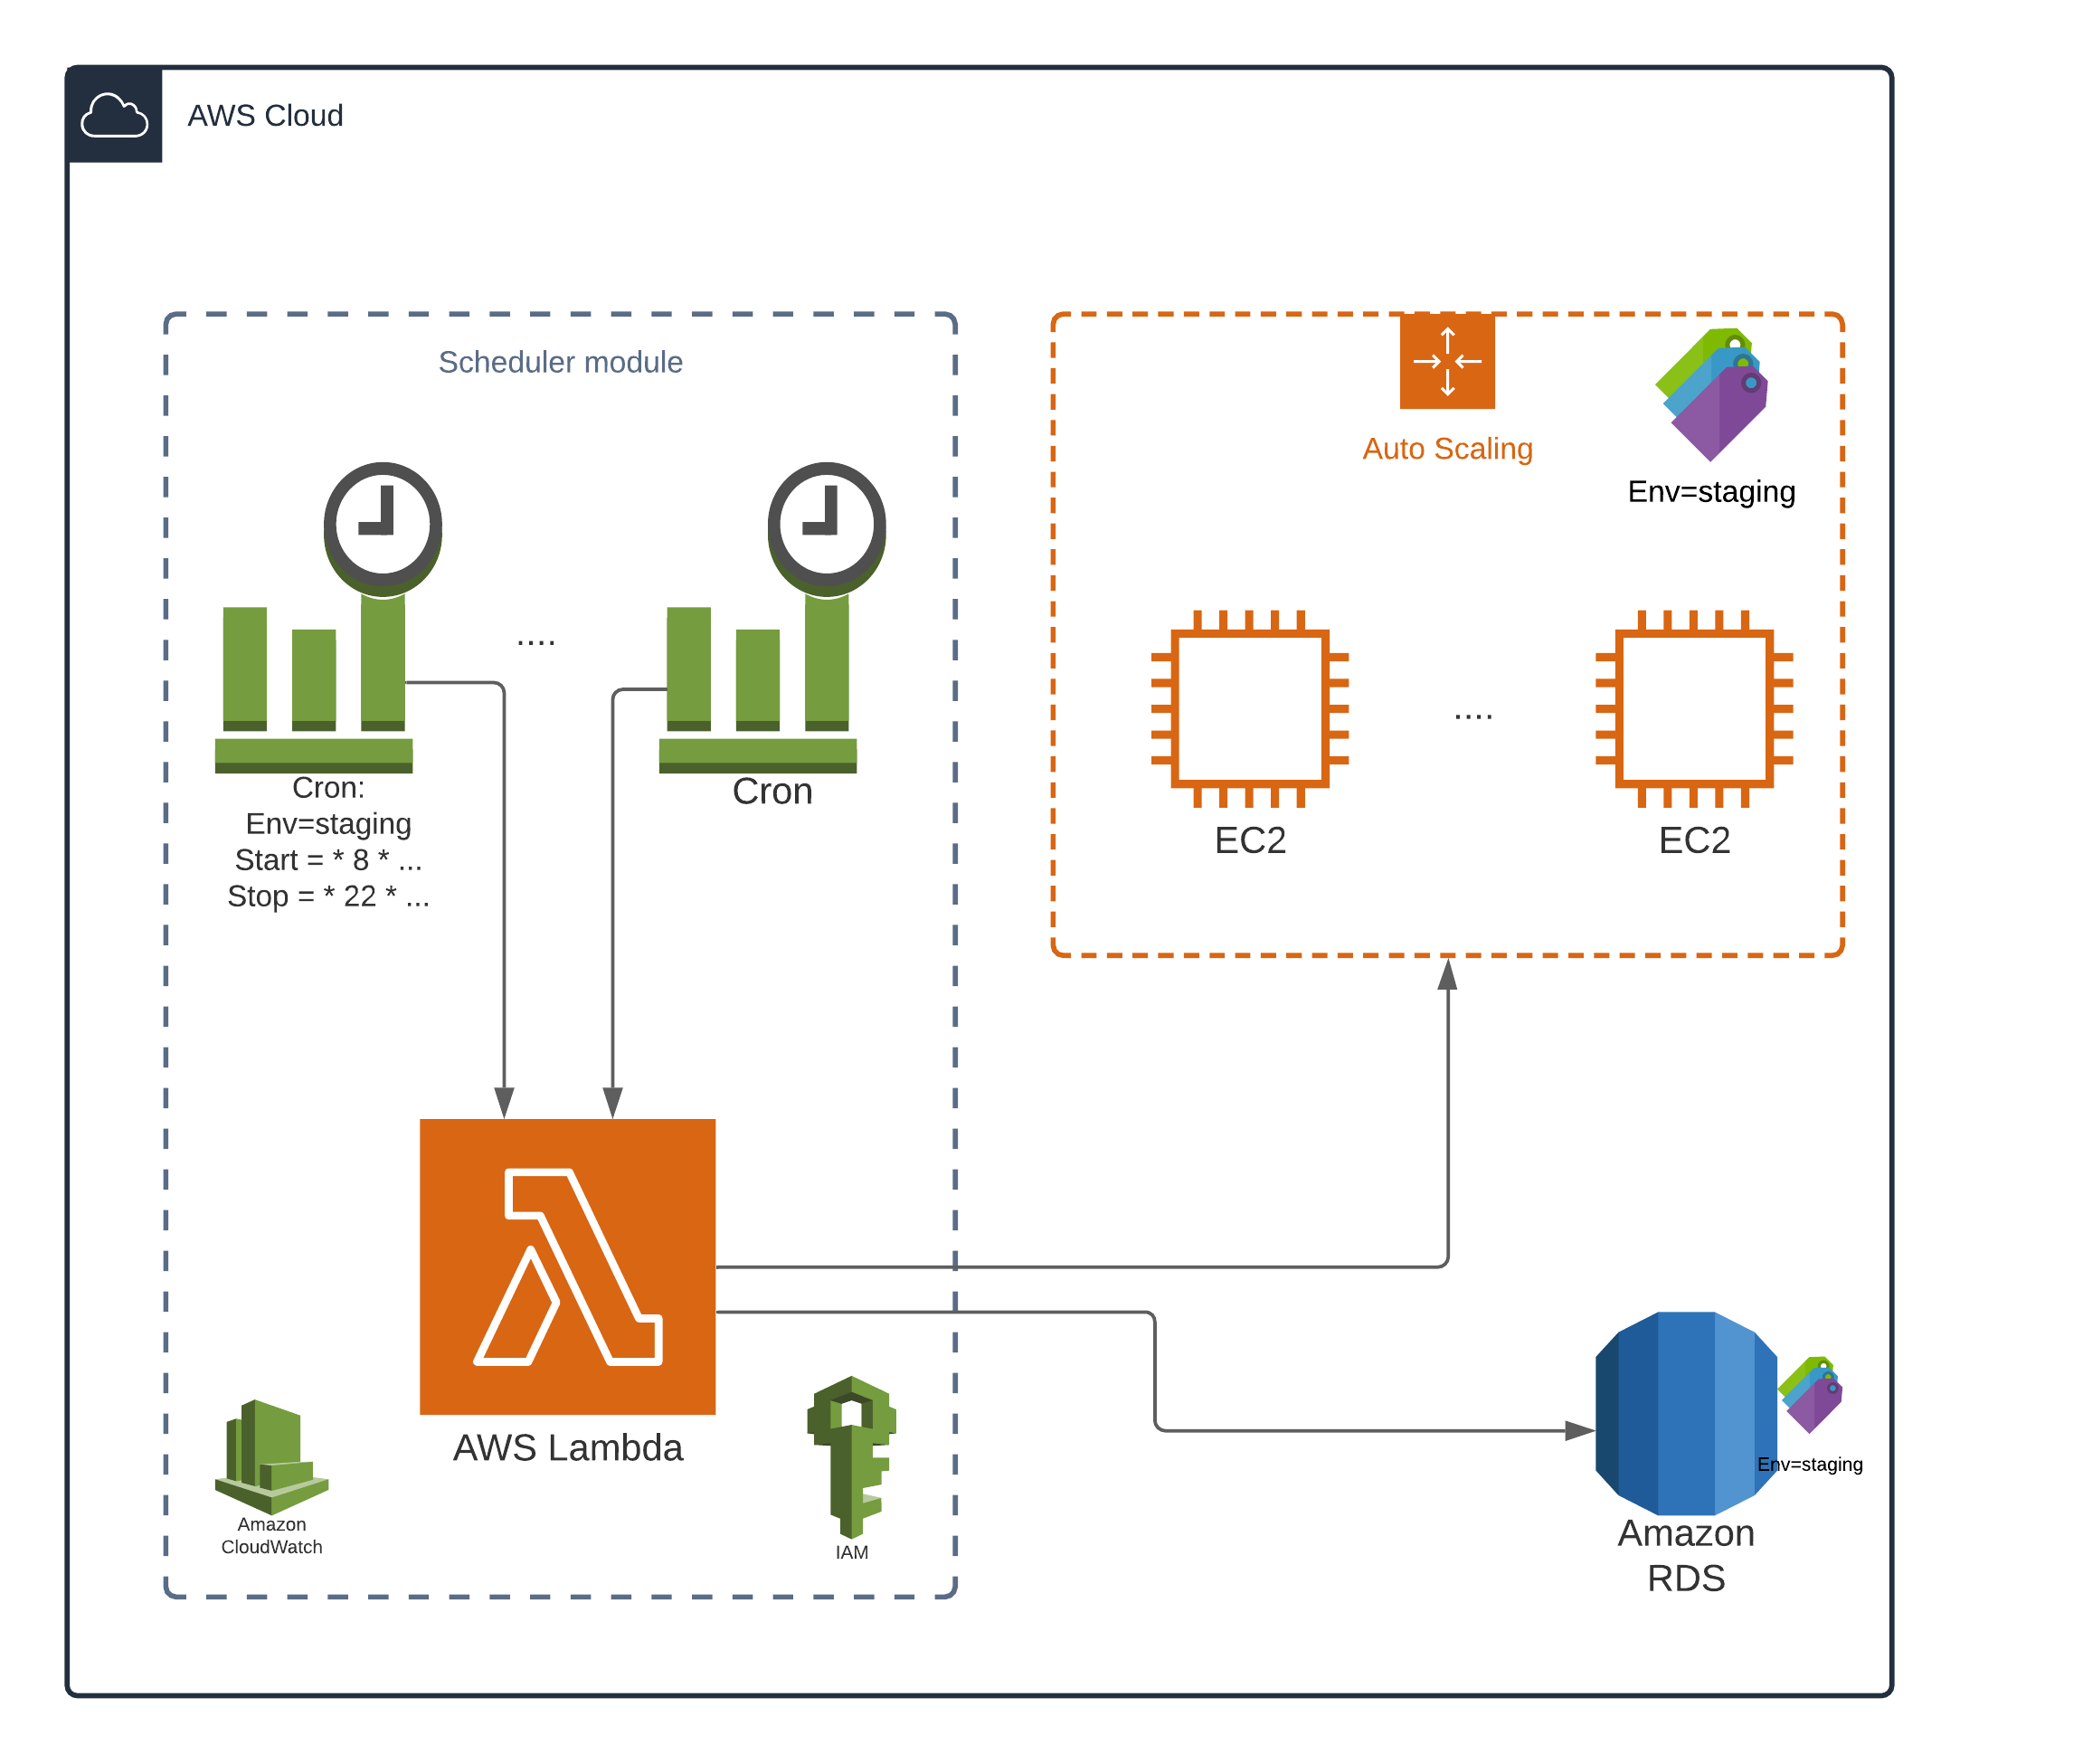 AWS Cloud
Scheduler module
....
Cron:
Env=staging
Start = * 8 * ...
Stop = * 22 * ...
Cron
AWS Lambda
Amazon
CloudWatch
IAM
Auto Scaling
Env=staging
....
EC2
EC2
Env=staging
Amazon
RDS